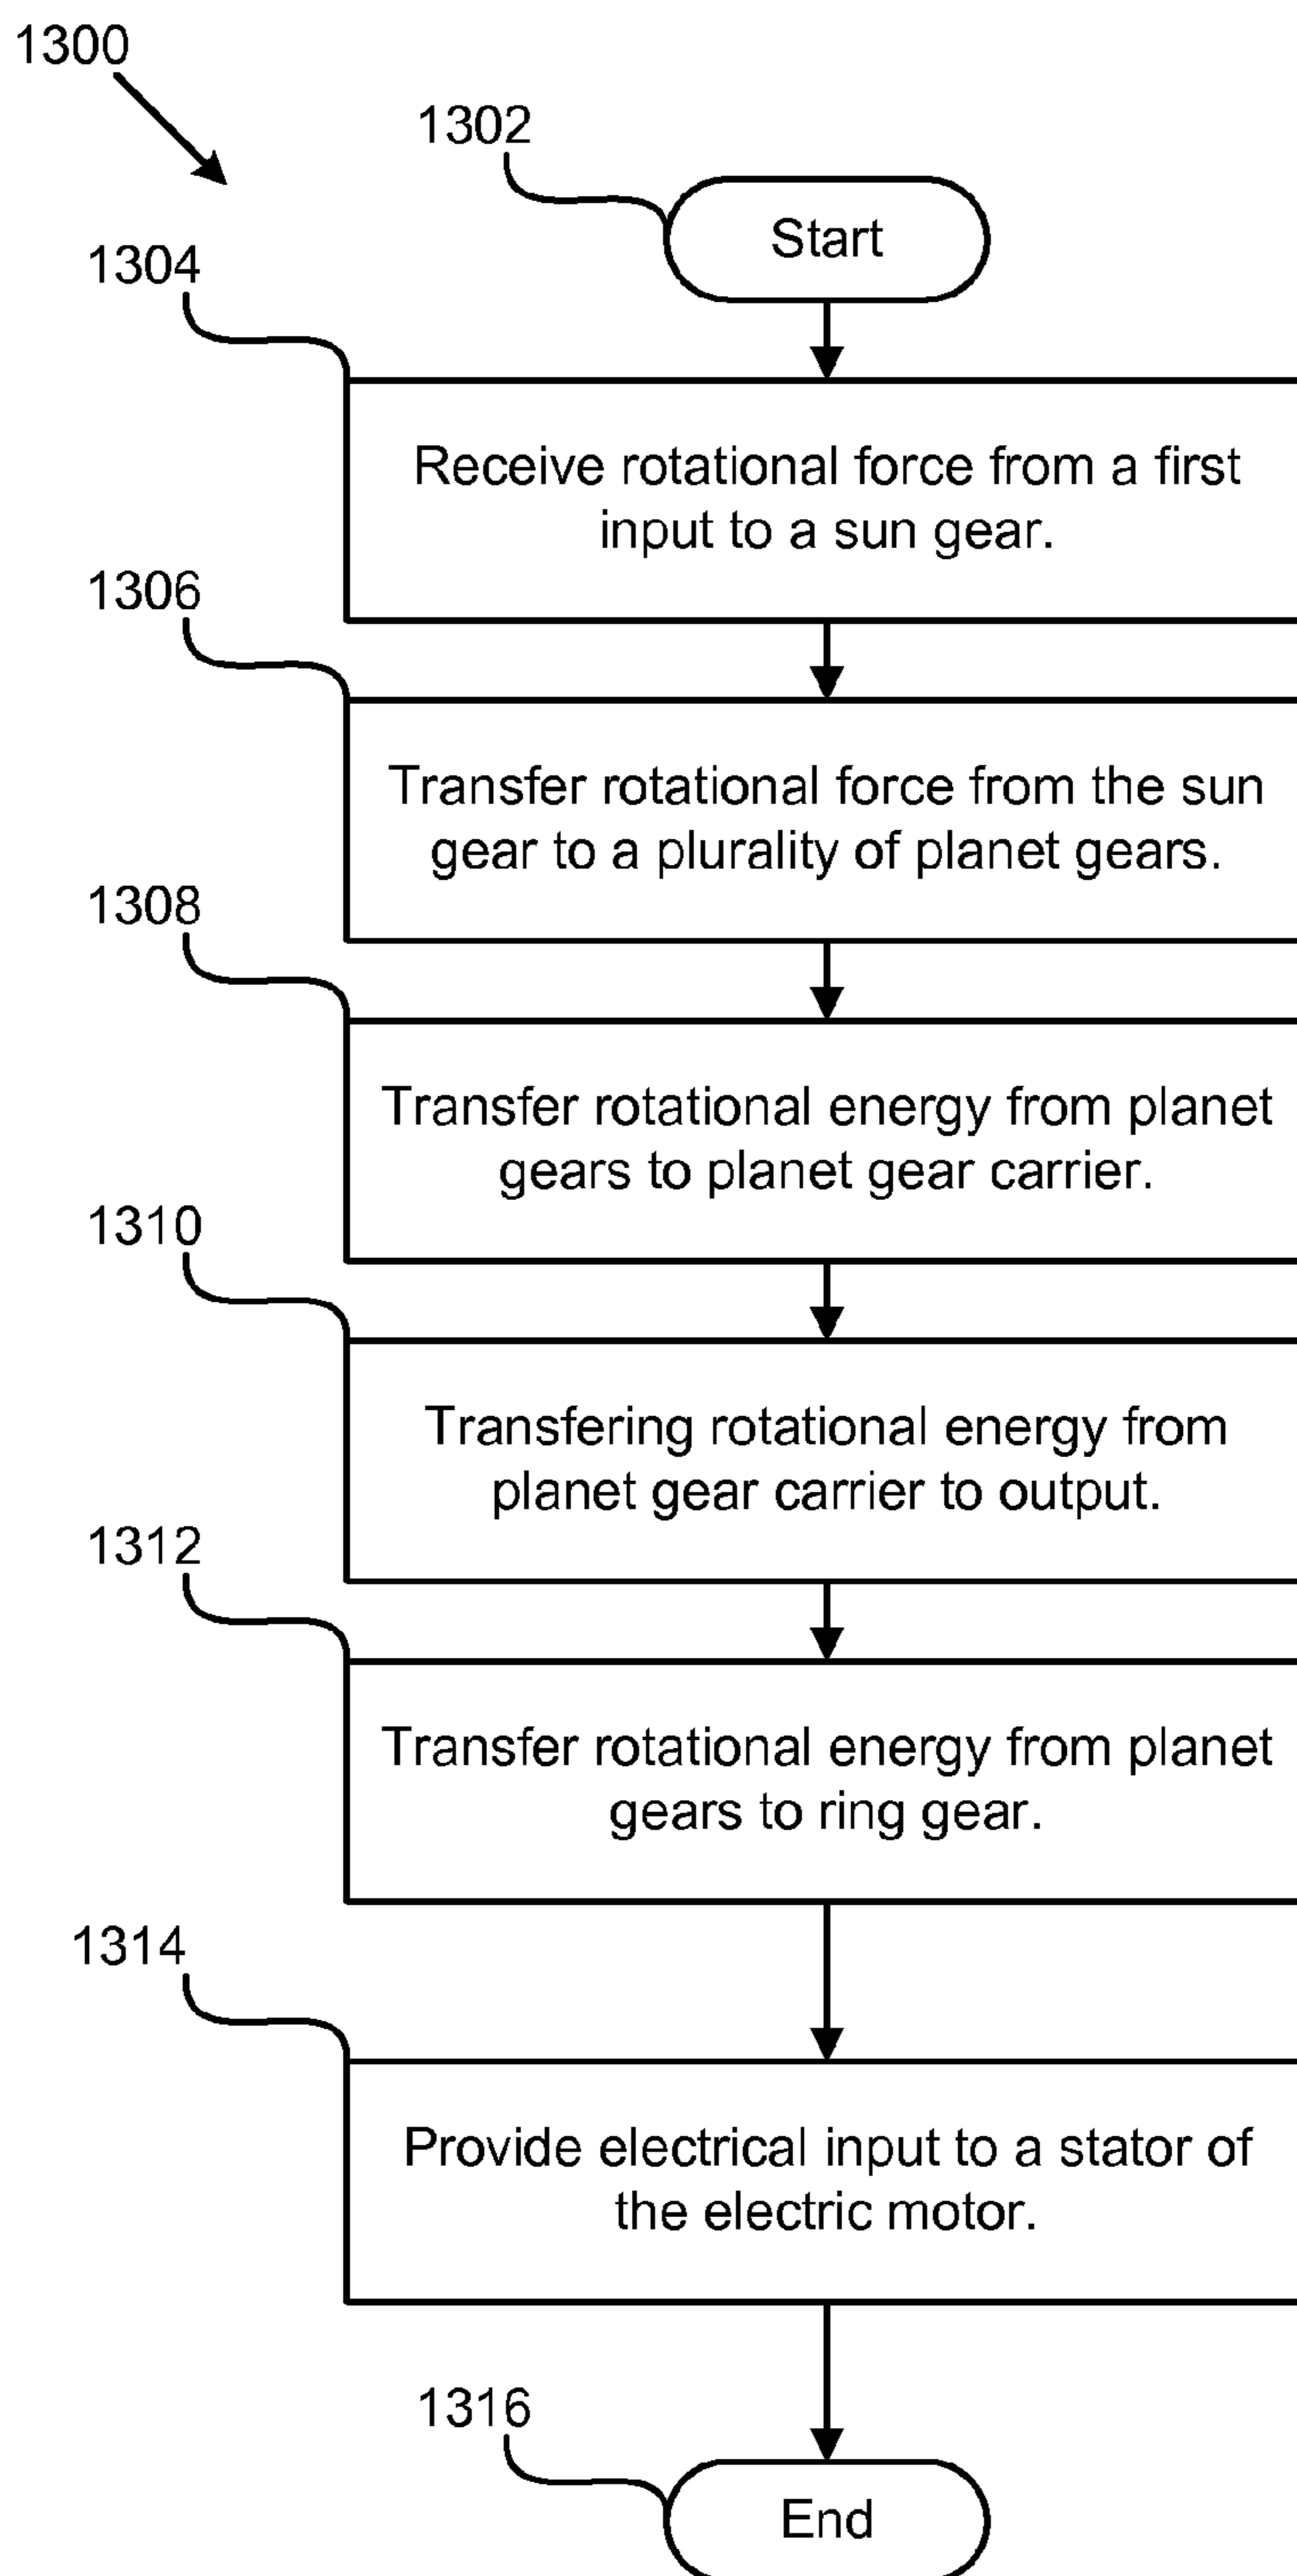 1300
1302
Start
1304
Receive rotational force from a first
input to a sun gear.
1306
Transfer rotational force from the sun
gear to a plurality of planet gears.
1308
Transfer rotational energy from planet
gears to planet gear carrier.
1310
Transfering rotational energy from
planet gear carrier to output.
1312
Transfer rotational energy from planet
gears to ring gear.
1314
Provide electrical input to a stator of
the electric motor.
1316
End